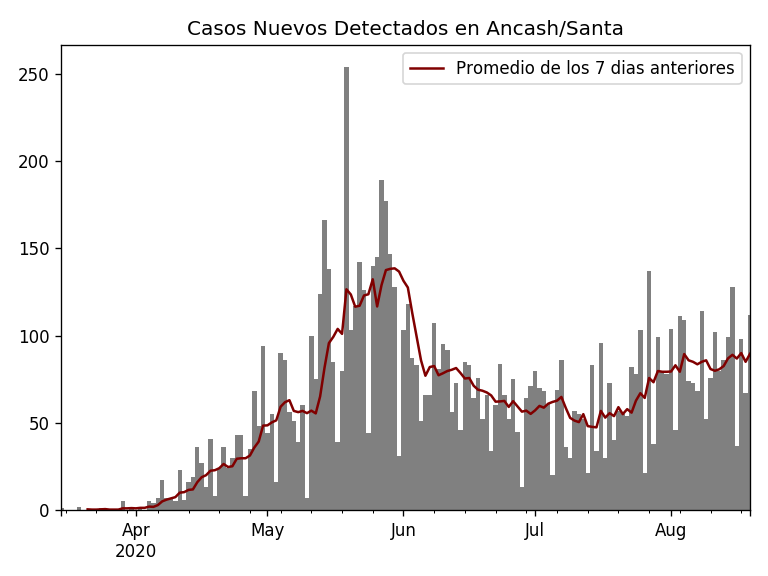 Casos Nuevos Detectados en Ancash/Santa
Promedio de los 7 dias anteriores
250
200
150
100
50
0
Apr
2020
May
Jun
Jul
Aug